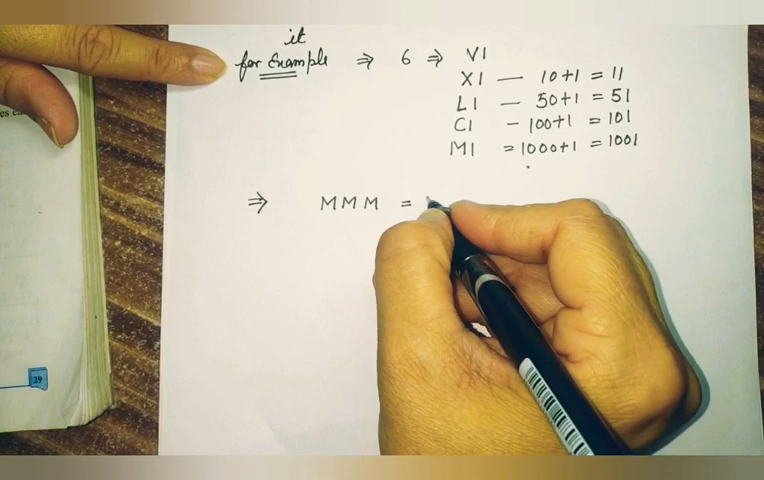 it
for Example ⇒ 6 ⇒ VI
XI — 10+1 = 11
LI — 50+1 = 51
CI - 100+1 = 101
MI = 1000+1 = 1001
⇒ MMM =
29